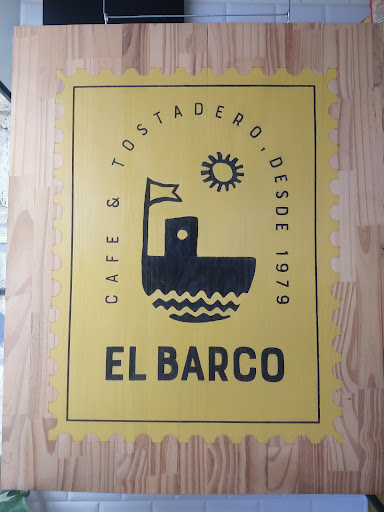 CAFE & TOSTADERO, DESDE 1979
EL BARCO